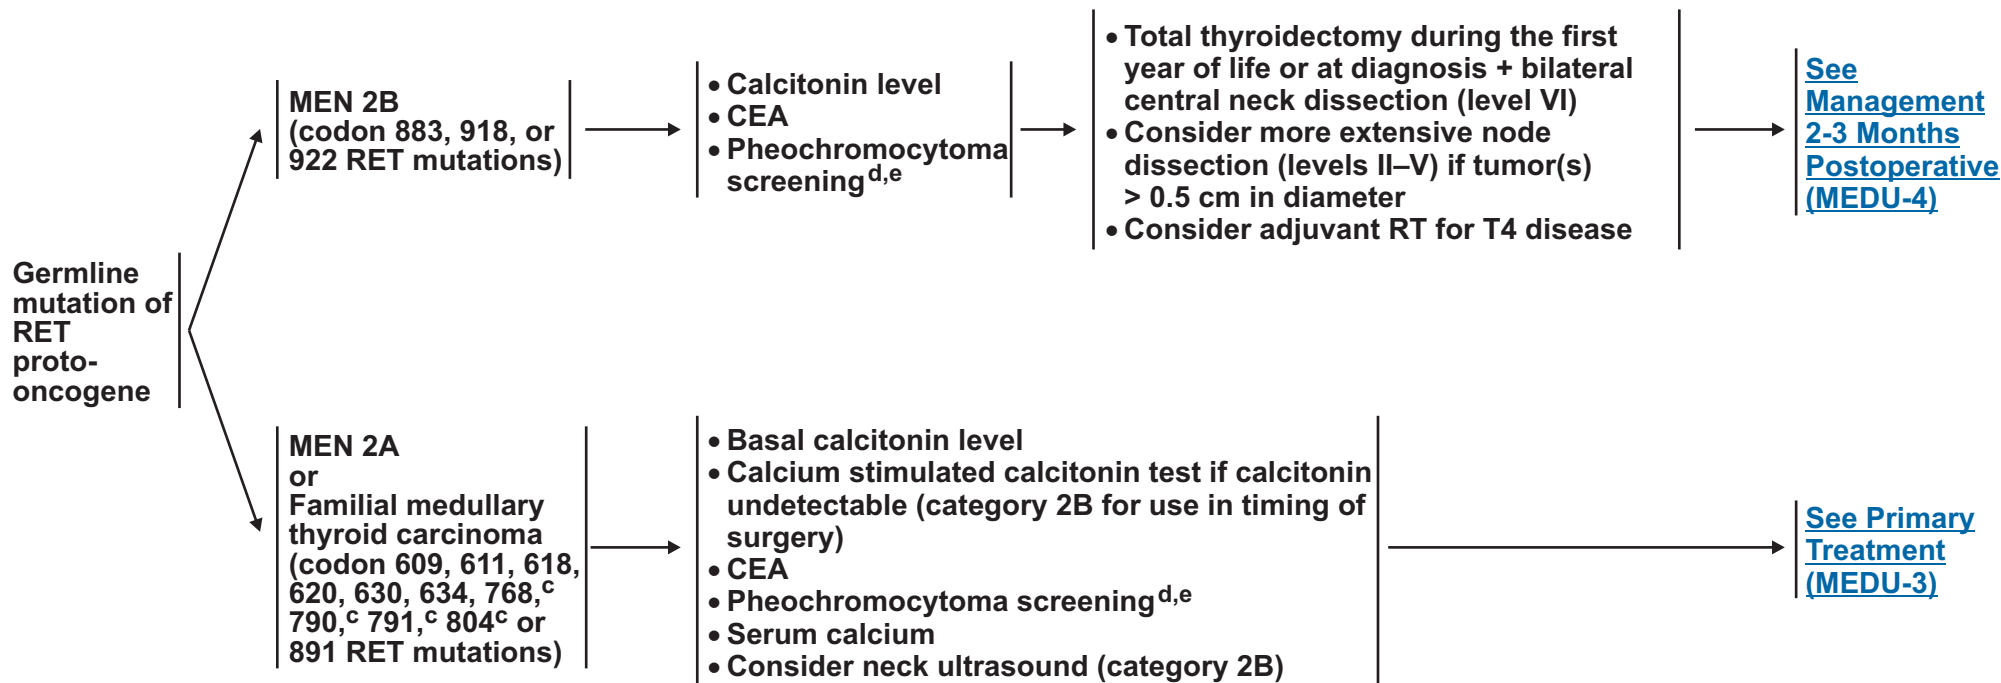 Germline
mutation of
RET
proto-
oncogene
MEN 2B
(codon 883, 918, or
922 RET mutations)
• Calcitonin level
• CEA
• Pheochromocytoma
screening^d,e
• Total thyroidectomy during the first
year of life or at diagnosis + bilateral
central neck dissection (level VI)
• Consider more extensive node
dissection (levels II–V) if tumor(s)
> 0.5 cm in diameter
• Consider adjuvant RT for T4 disease
See
Management
2-3 Months
Postoperative
(MEDU-4)
MEN 2A
or
Familial medullary
thyroid carcinoma
(codon 609, 611, 618,
620, 630, 634, 768,^c
790,^c 791,^c 804^c or
891 RET mutations)
• Basal calcitonin level
• Calcium stimulated calcitonin test if calcitonin
undetectable (category 2B for use in timing of
surgery)
• CEA
• Pheochromocytoma screening^d,e
• Serum calcium
• Consider neck ultrasound (category 2B)
See Primary
Treatment
(MEDU-3)